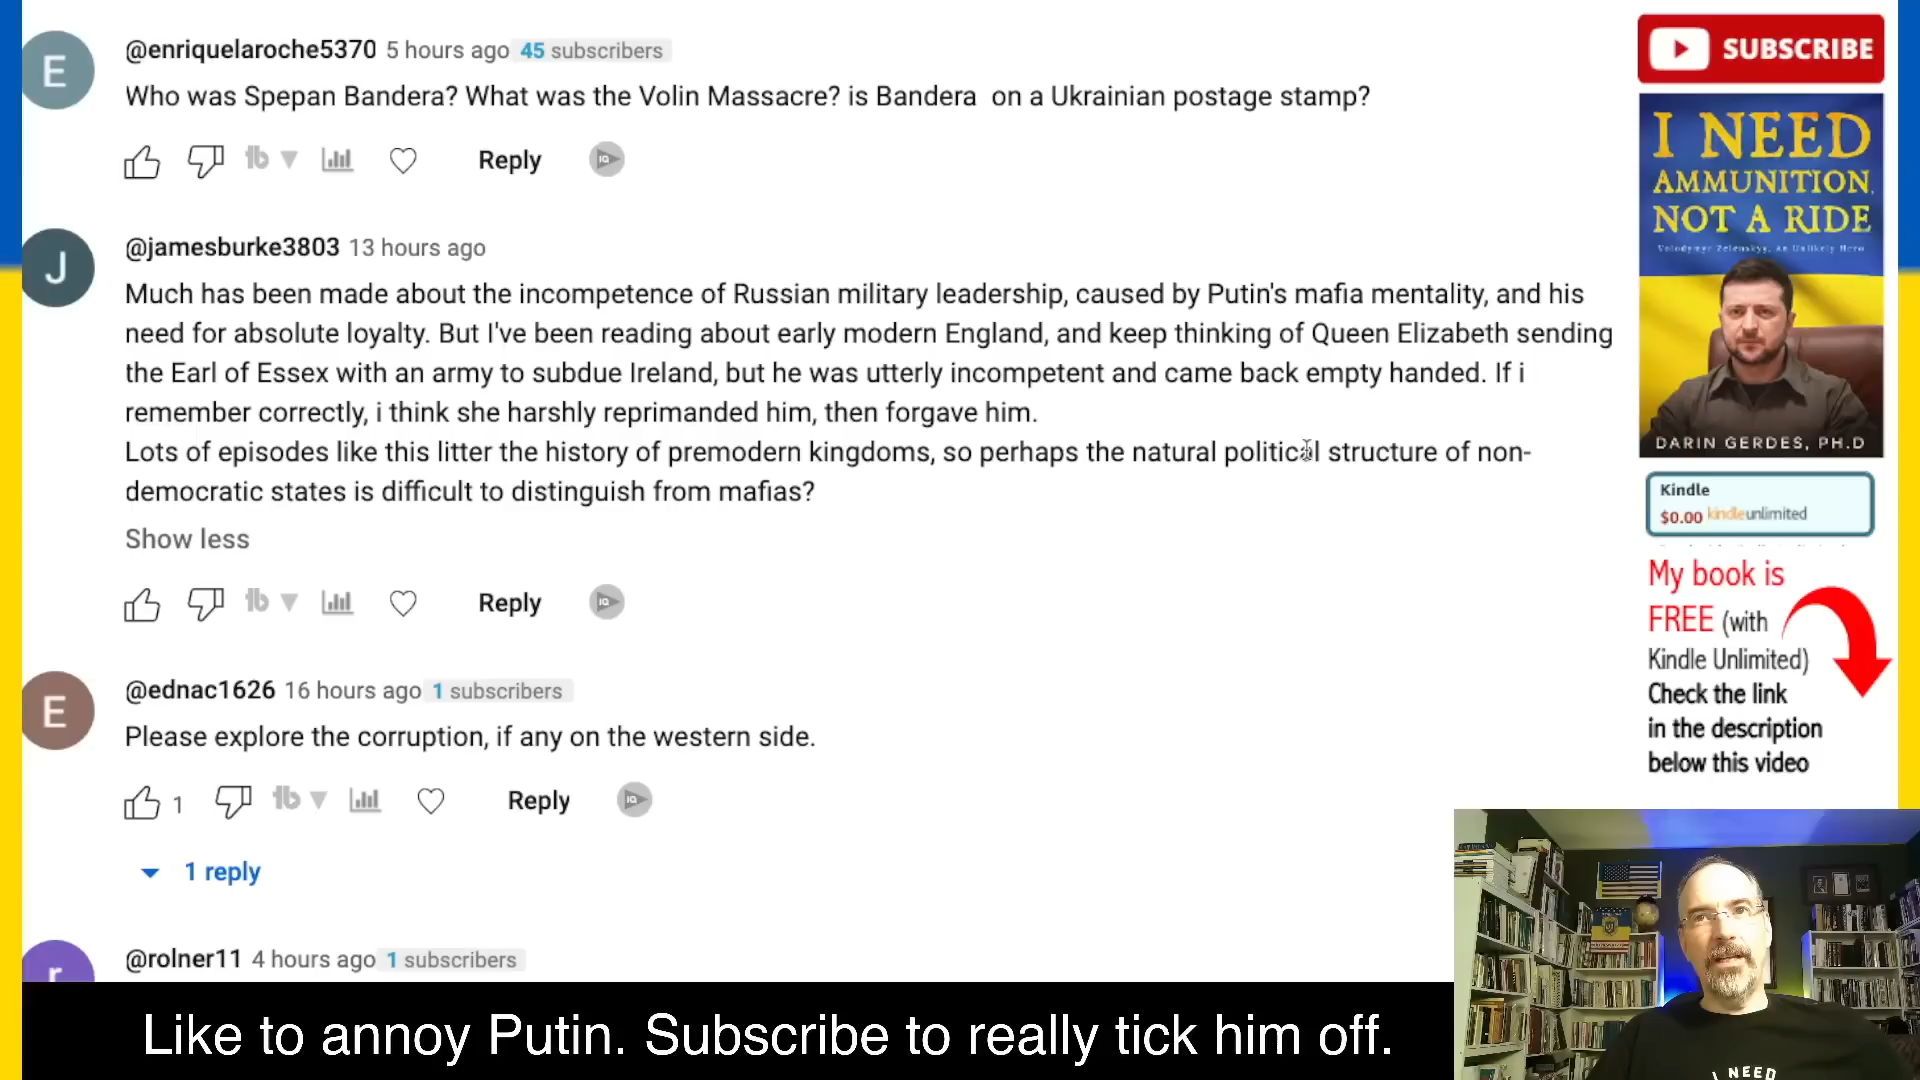 E
@enriquelaroche5370 5 hours ago 45 subscribers
Who was Spepan Bandera? What was the Volin Massacre? is Bandera on a Ukrainian postage stamp?
Reply
J
@jamesburke3803 13 hours ago
Much has been made about the incompetence of Russian military leadership, caused by Putin's mafia mentality, and his
need for absolute loyalty. But I've been reading about early modern England, and keep thinking of Queen Elizabeth sending
the Earl of Essex with an army to subdue Ireland, but he was utterly incompetent and came back empty handed. If i
remember correctly, i think she harshly reprimanded him, then forgave him.
Lots of episodes like this litter the history of premodern kingdoms, so perhaps the natural political structure of non-
democratic states is difficult to distinguish from mafias?
Show less
Reply
E
@ednac1626 16 hours ago 1 subscribers
Please explore the corruption, if any on the western side.
1
Reply
1 reply
r
@rolner11 4 hours ago 1 subscribers
Like to annoy Putin. Subscribe to really tick him off.
SUBSCRIBE
I NEED
AMMUNITION,
NOT A RIDE
Volodymyr Zelenskyy, An Unlikely Hero
DARIN GERDES, PH.D
Kindle
$0.00 kindleunlimited
My book is
FREE (with
Kindle Unlimited)
Check the link
in the description
below this video
I NEED